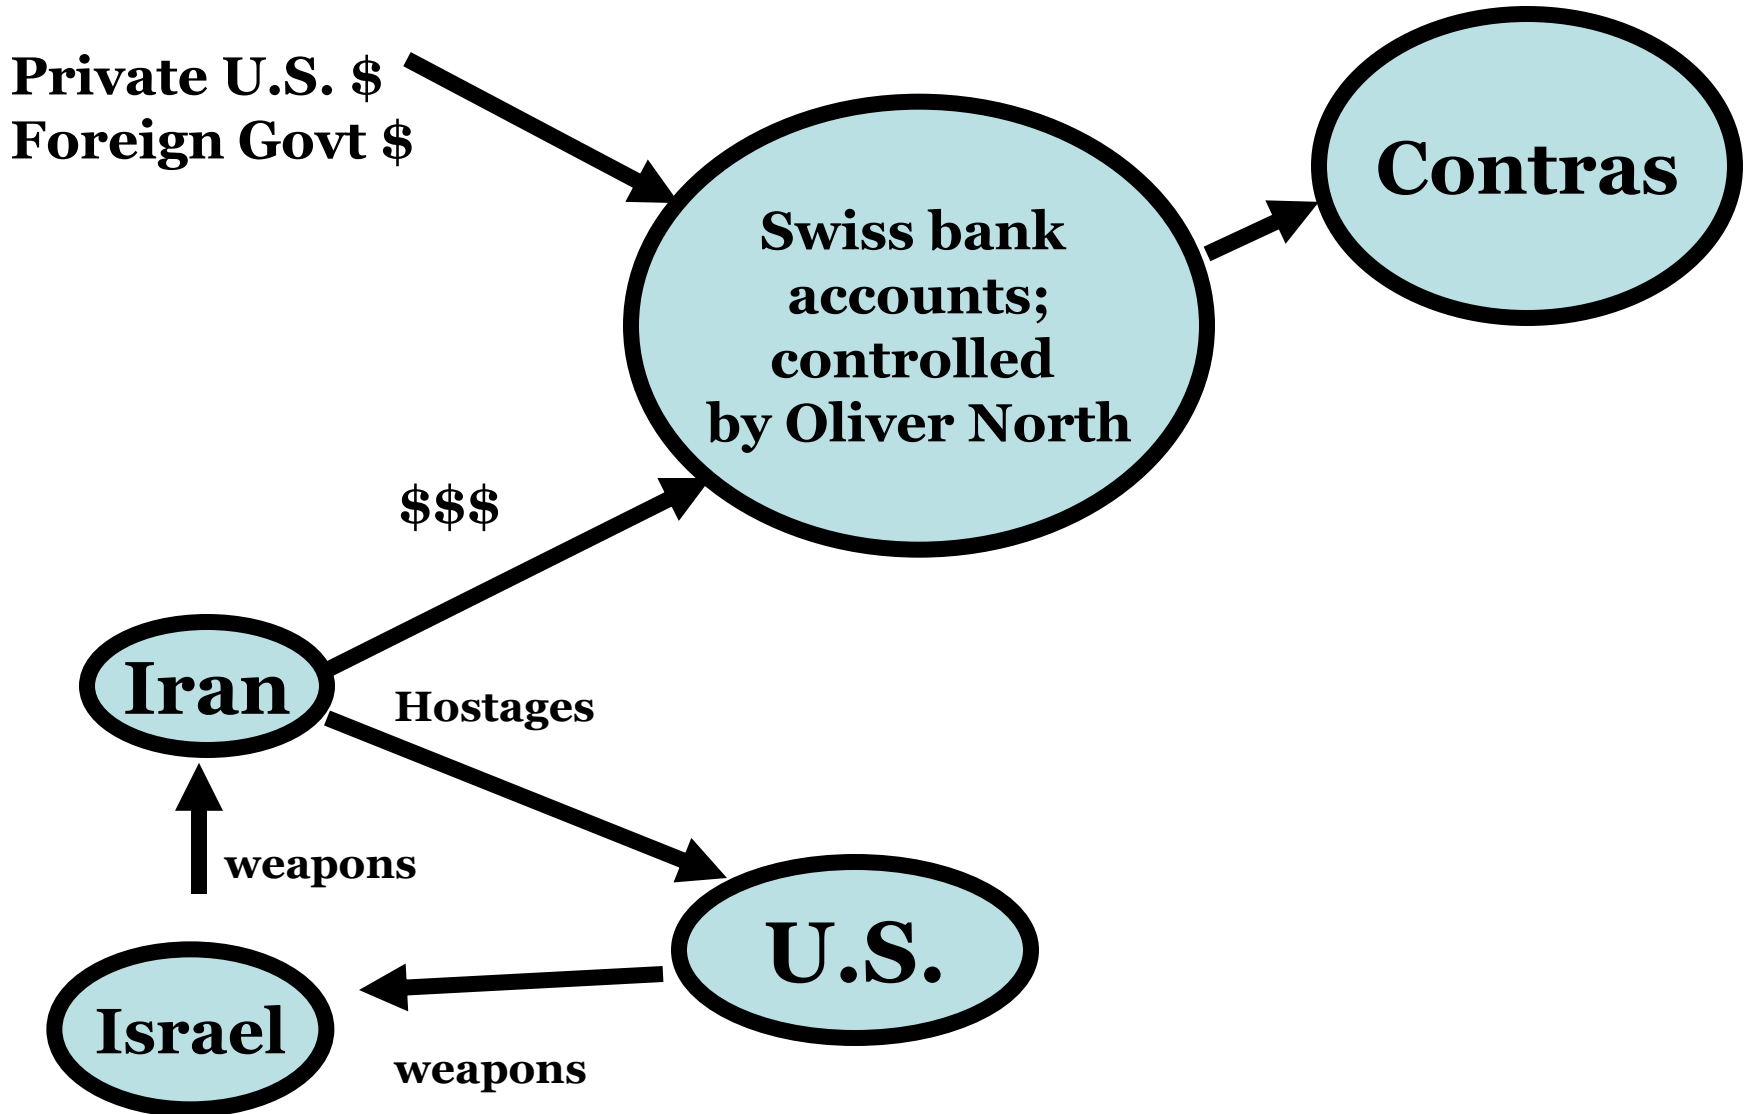 Private U.S. $
Foreign Govt $
Contras
Swiss bank
accounts;
controlled
by Oliver North
$$$
Iran
Hostages
weapons
U.S.
Israel
weapons